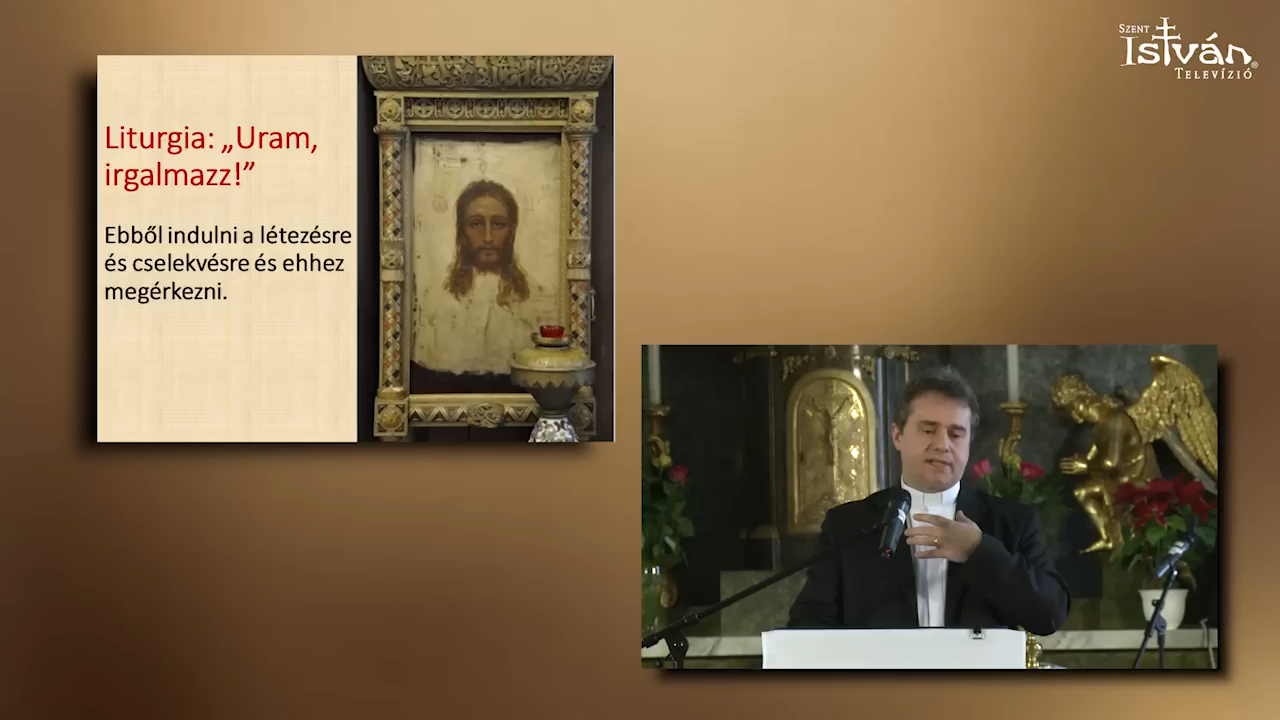 Liturgia: „Uram,
irgalmazz!”
Ebből indulni a létezésre
és cselekvésre és ehhez
megérkezni.
SZENT
ISTVÁN®
TELEVÍZIÓ